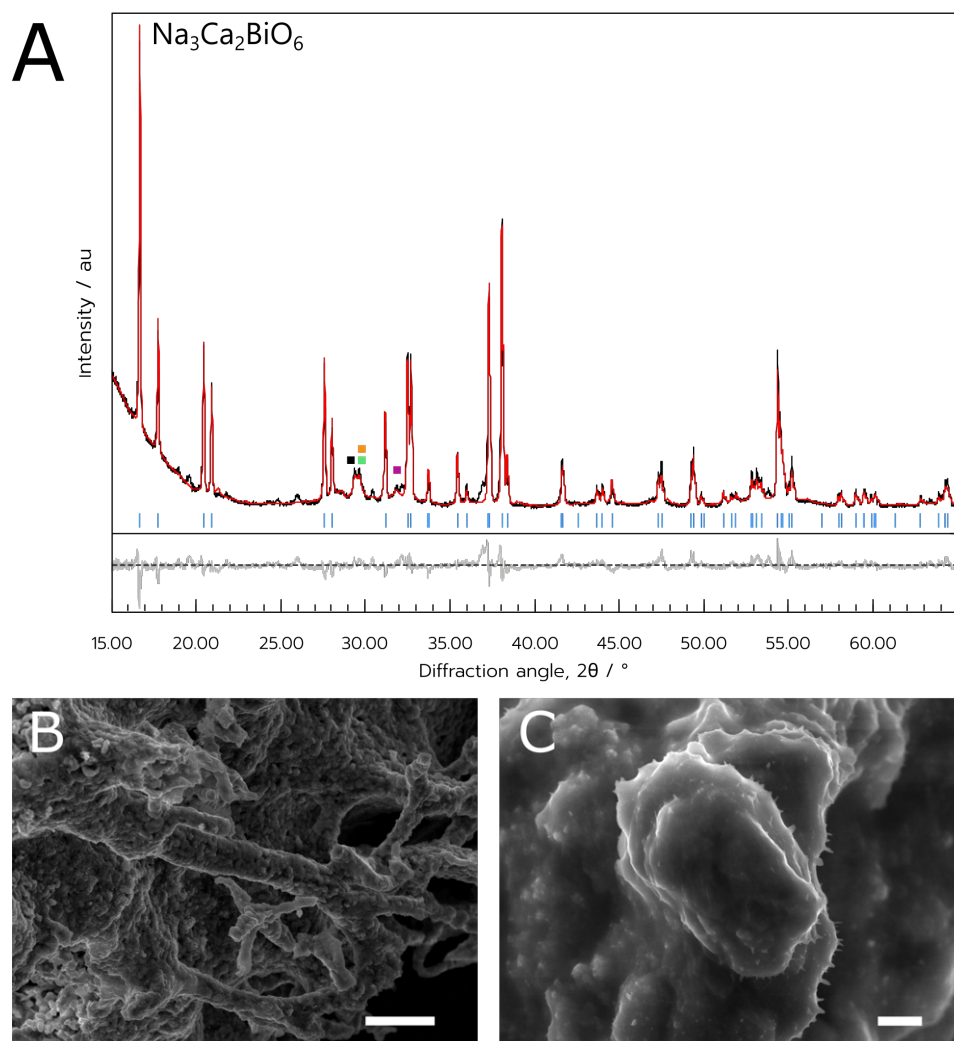 A
Na₃Ca₂BiO₆
Intensity / au
15.00 20.00 25.00 30.00 35.00 40.00 45.00 50.00 55.00 60.00
Diffraction angle, 2θ / °
B
C